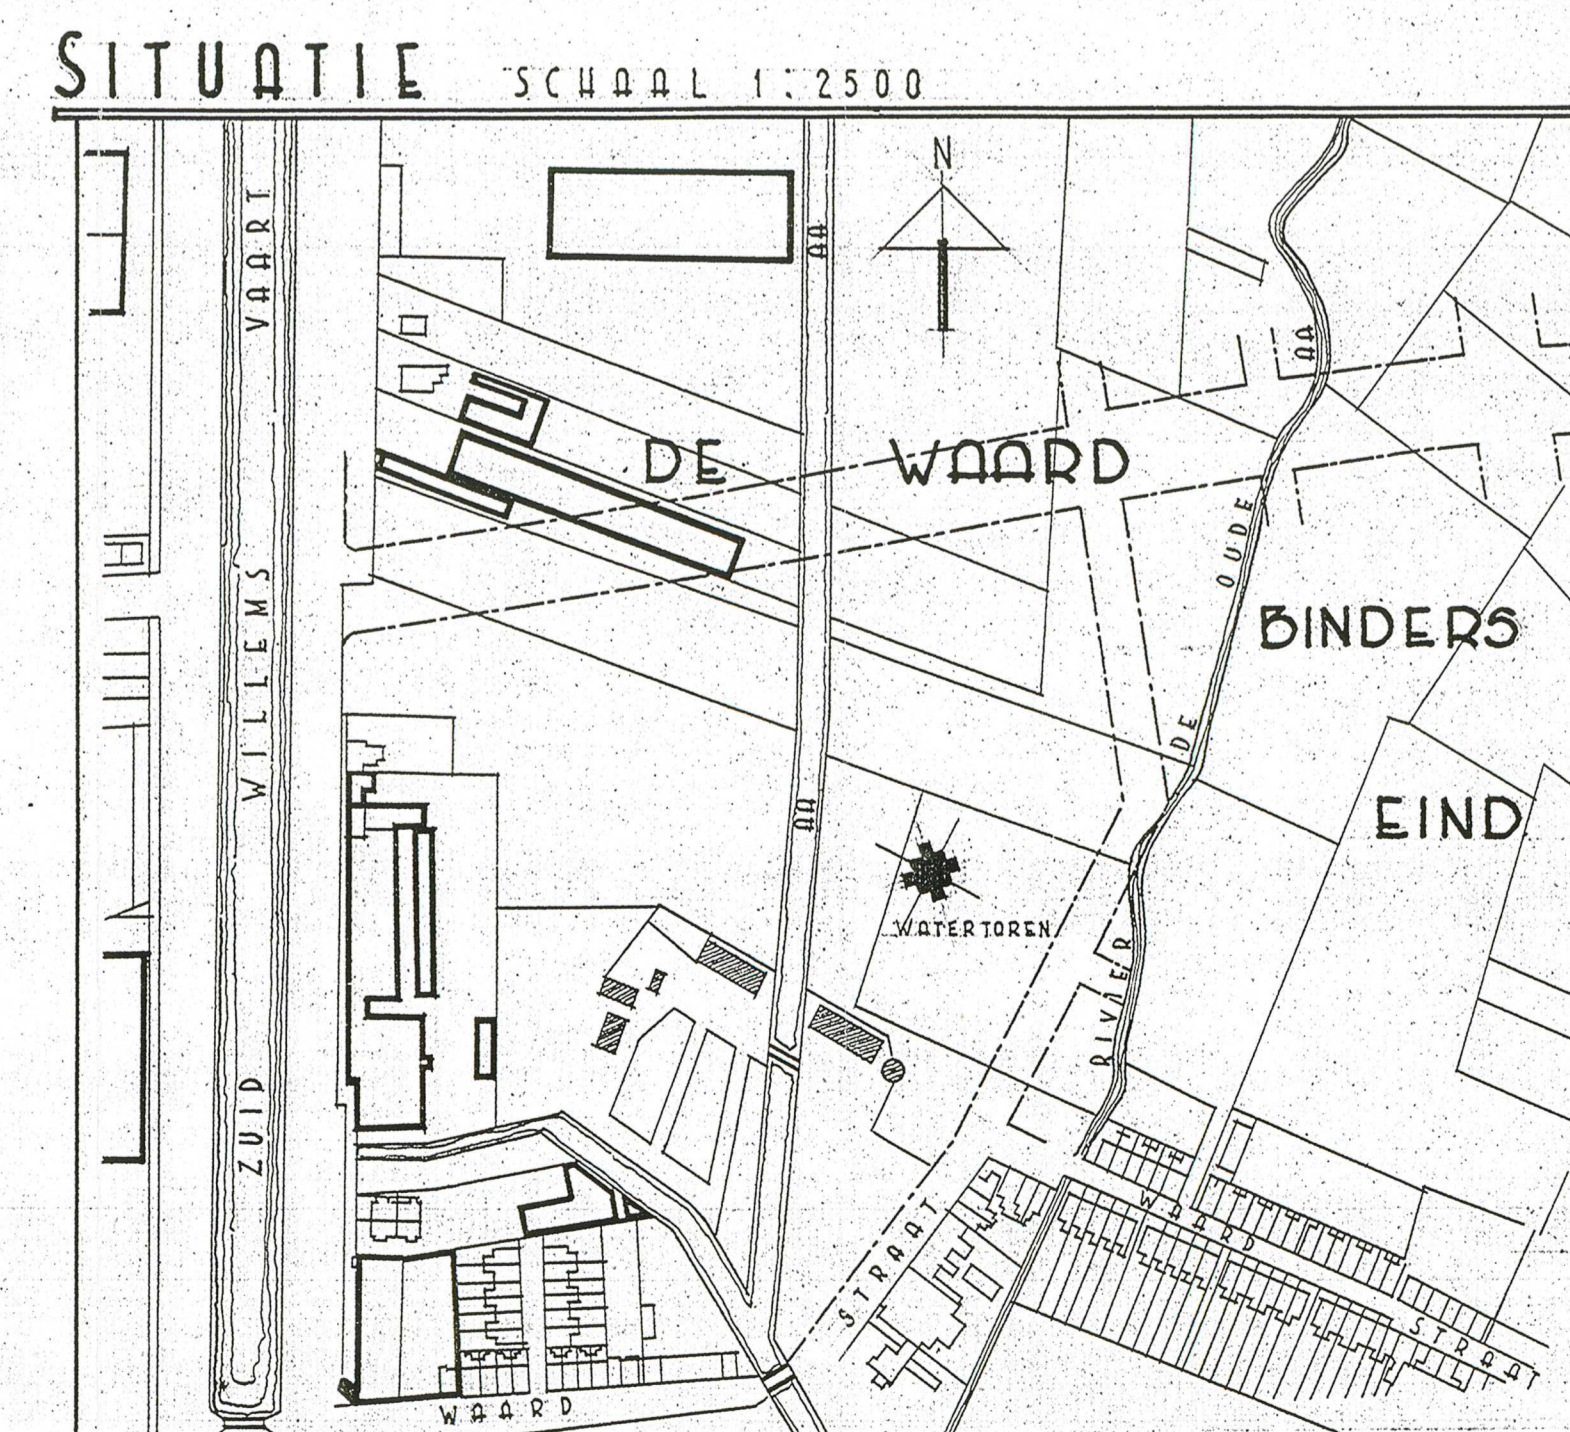 SITUATIE SCHAAL 1:2500
N
VAART
AA
AA
DE WAARD
OUDE
BINDERS
WILLEMS
DE
AA
EIND
WATERTOREN
RIVIER
ZUID
STRAAT
WAARD
STRAAT
WAARD